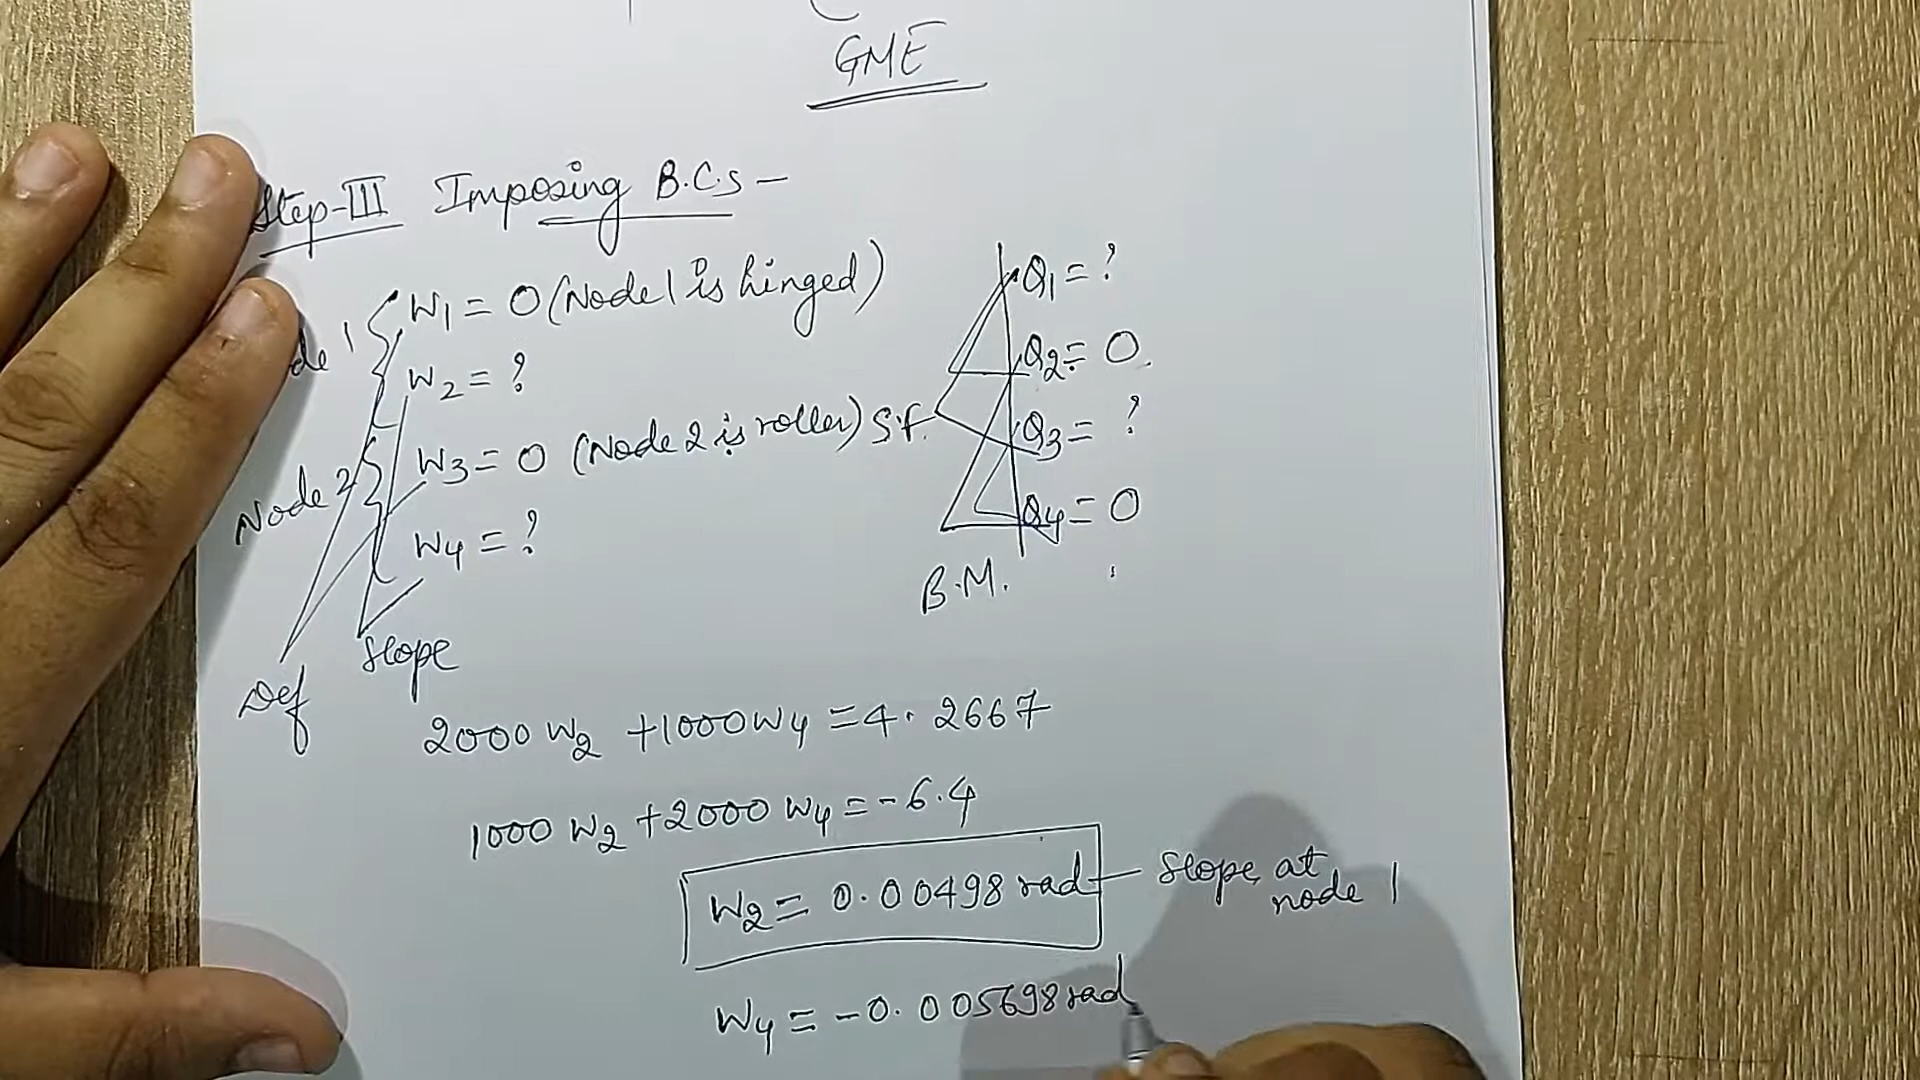 GME
Step-III Imposing B.C.s -
W1 = 0 (Node 1 is hinged) Q1 = ?
de 1
W2 = ? Q2 = 0
W3 = 0 (Node 2 is roller) S.F. Q3 = ?
Node 2
W4 = ? Q4 = 0
B.M.
Slope
Def
2000 W2 + 1000 W4 = 4.2667
1000 W2 + 2000 W4 = -6.4
W2 = 0.00498 rad - Slope at
node 1
W4 = -0.005698 rad